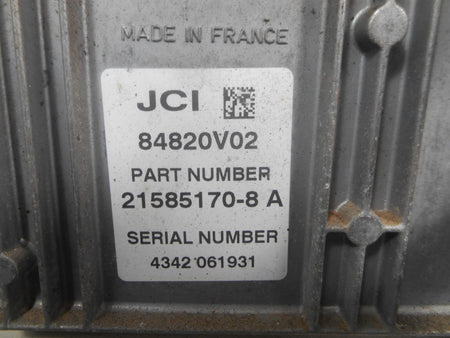 MADE IN FRANCE
JCI
84820V02
PART NUMBER
21585170-8 A
SERIAL NUMBER
4342 061931